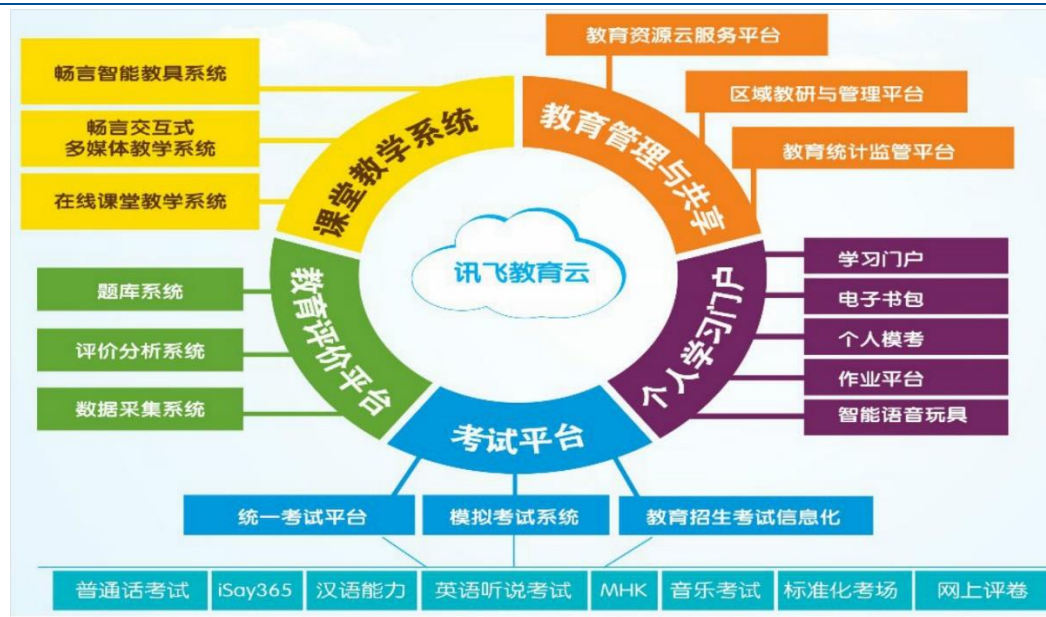 教育资源云服务平台
畅言智能教具系统
区域教研与管理平台
畅言交互式
多媒体教学系统
教育统计监管平台
在线课堂教学系统
课堂教学系统
教育管理与共享
讯飞教育云
教育评价平台
个人学习门户
考试平台
题库系统
评价分析系统
数据采集系统
学习门户
电子书包
个人模考
作业平台
智能语音玩具
统一考试平台
模拟考试系统
教育招生考试信息化
普通话考试
iSay365
汉语能力
英语听说考试
MHK
音乐考试
标准化考场
网上评卷